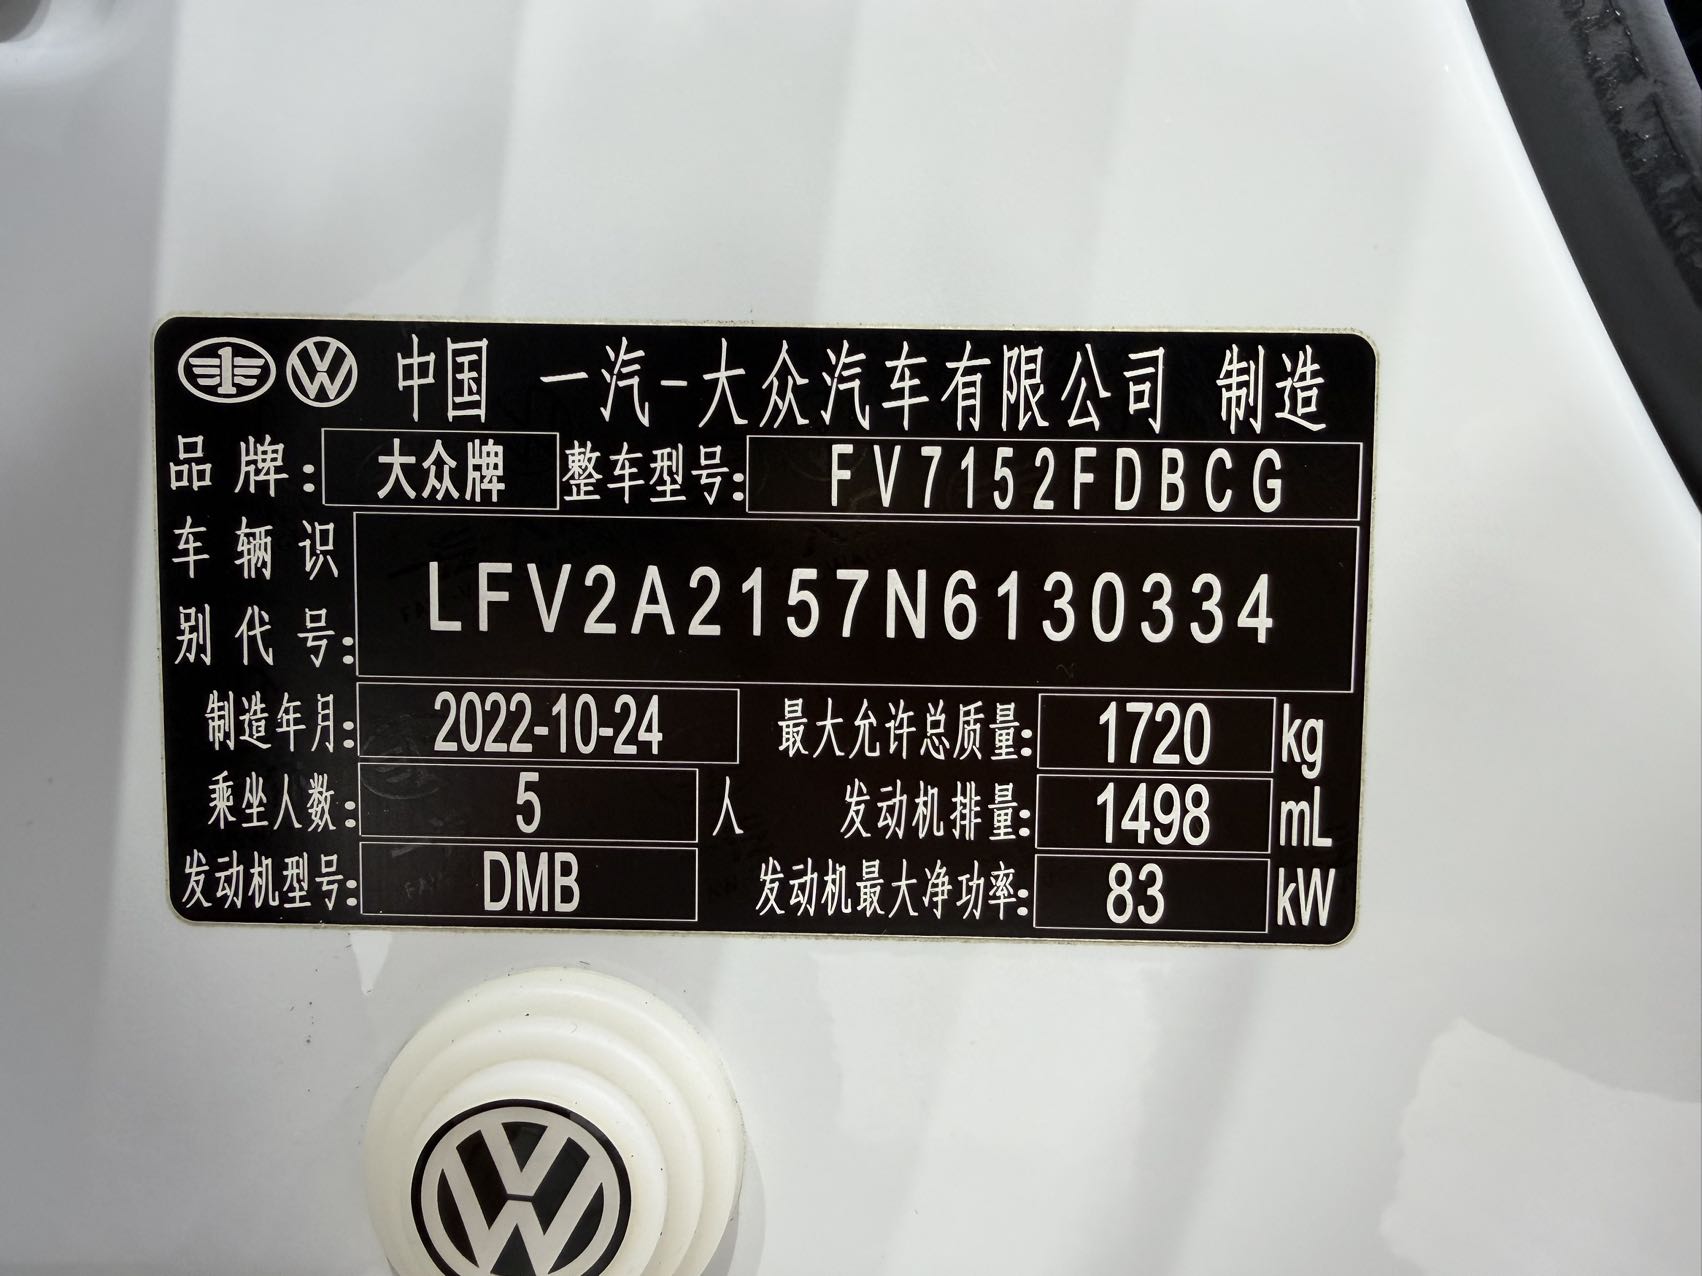 中国 一汽-大众汽车有限公司 制造
品牌: 大众牌 整车型号: FV7152FDBCG
车辆识别代号: LFV2A2157N6130334
制造年月: 2022-10-24 最大允许总质量: 1720 kg
乘坐人数: 5 人 发动机排量: 1498 mL
发动机型号: DMB 发动机最大净功率: 83 kW